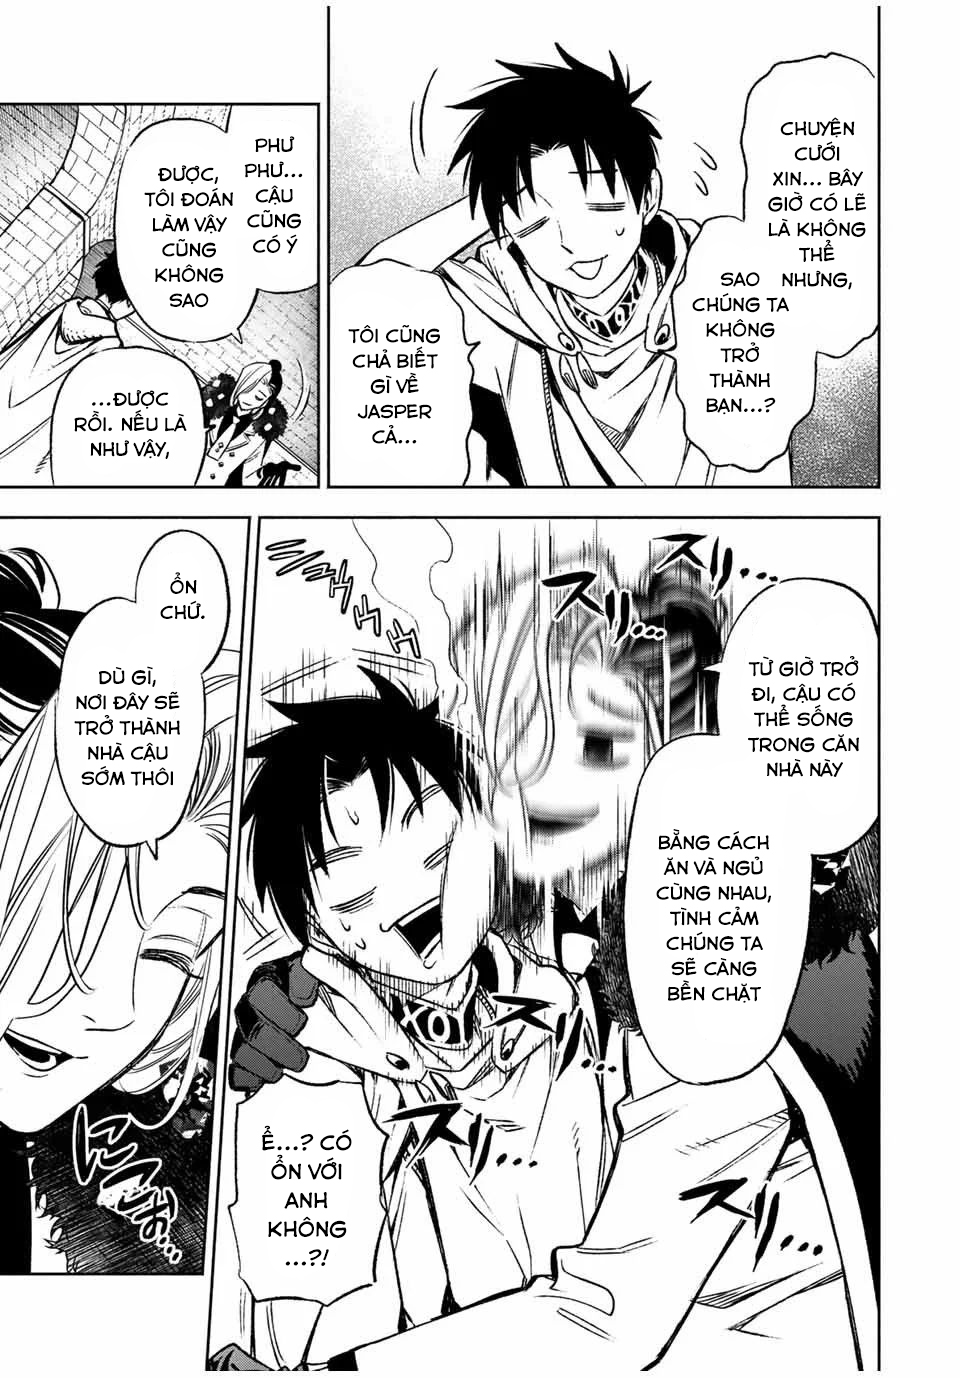 CHUYỆN
CƯỚI
XIN... BÂY
GIỜ CÓ LẼ
LÀ KHÔNG
THỂ
NHƯNG,
SAO
CHÚNG TA
KHÔNG
TRỞ
THÀNH
BẠN...?
TÔI CŨNG
CHẢ BIẾT
GÌ VỀ
JASPER
CẢ...
PHƯ
PHƯ...
CẬU
CŨNG
CÓ Ý
ĐƯỢC,
TÔI ĐOÁN
LÀM VẬY
CŨNG
KHÔNG
SAO
...ĐƯỢC
RỒI. NẾU LÀ
NHƯ VẬY,
TỪ GIỜ TRỞ
ĐI, CẬU CÓ
THỂ SỐNG
TRONG CĂN
NHÀ NÀY
BẰNG CÁCH
ĂN VÀ NGỦ
CÙNG NHAU,
TÌNH CẢM
CHÚNG TA
SẼ CÀNG
BỀN CHẶT
スリ...
スリ...
スリ...
スリ...
スリ...
XOI
Ể...? CÓ
ỔN VỚI
ANH
KHÔNG
...?!
ỔN
CHỨ.
DÙ GÌ,
NƠI ĐÂY SẼ
TRỞ THÀNH
NHÀ CẬU
SỚM THÔI
にこぉ...